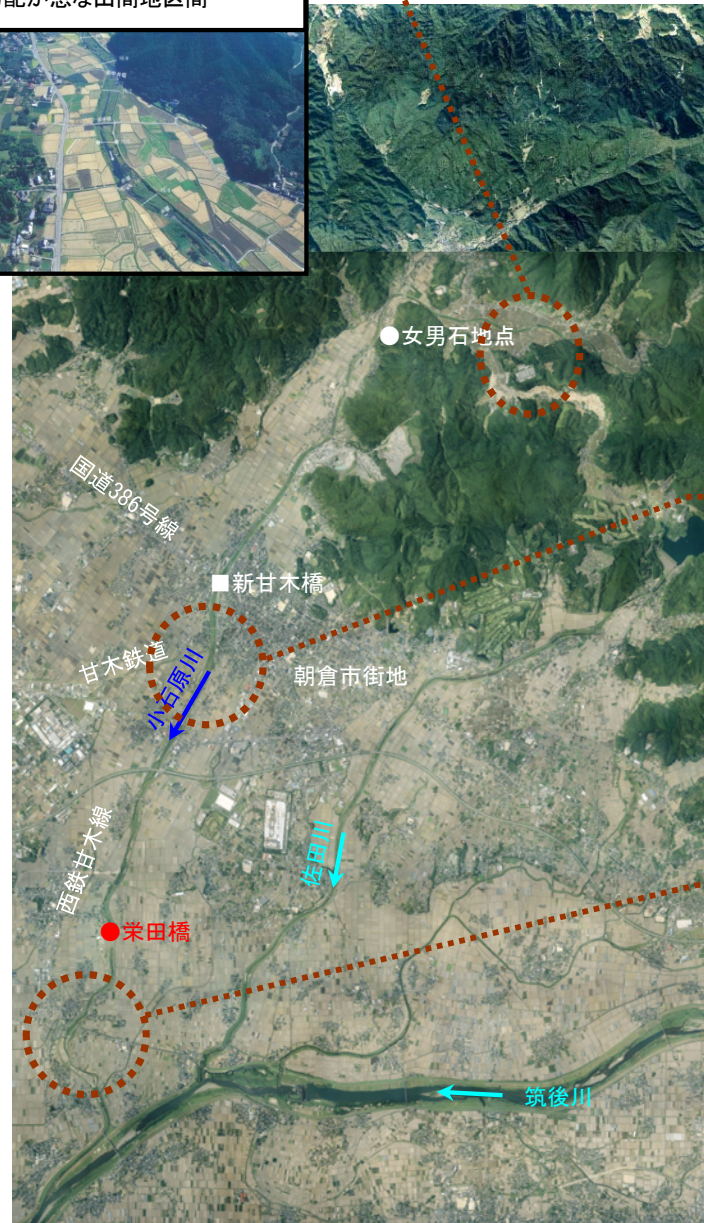 配が急な山間地区間
女男石地点
国道386号線
新甘木橋
甘木鉄道
小石原川
朝倉市街地
佐田川
西鉄甘木線
栄田橋
筑後川